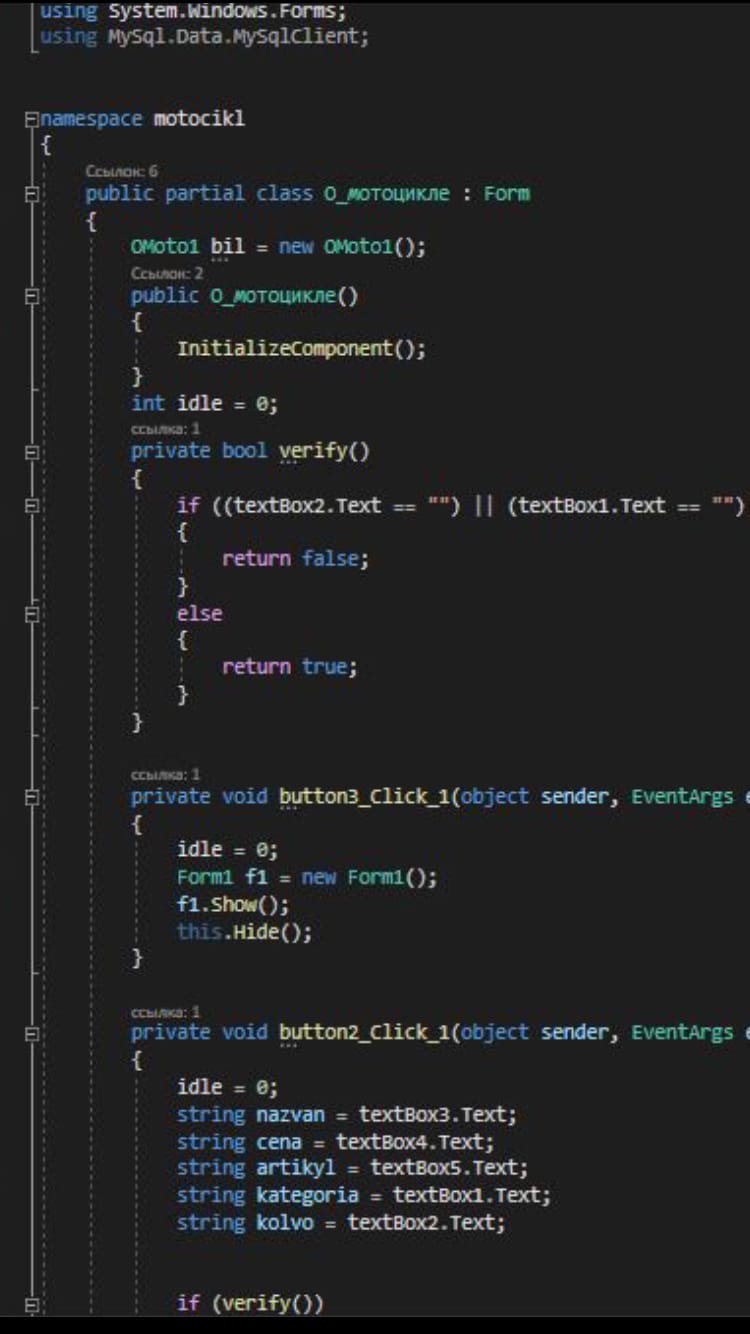 using System.Windows.Forms;
using MySql.Data.MySqlClient;
namespace motocikl
{
Ссылок: 6
public partial class О_мотоцикле : Form
{
OMoto1 bil = new OMoto1();
Ссылок: 2
public О_мотоцикле()
{
InitializeComponent();
}
int idle = 0;
ссылка: 1
private bool verify()
{
if ((textBox2.Text == "") || (textBox1.Text == "")
{
return false;
}
else
{
return true;
}
}
ссылка: 1
private void button3_Click_1(object sender, EventArgs e
{
idle = 0;
Form1 f1 = new Form1();
f1.Show();
this.Hide();
}
ссылка: 1
private void button2_Click_1(object sender, EventArgs e
{
idle = 0;
string nazvan = textBox3.Text;
string cena = textBox4.Text;
string artikyl = textBox5.Text;
string kategoria = textBox1.Text;
string kolvo = textBox2.Text;
if (verify())